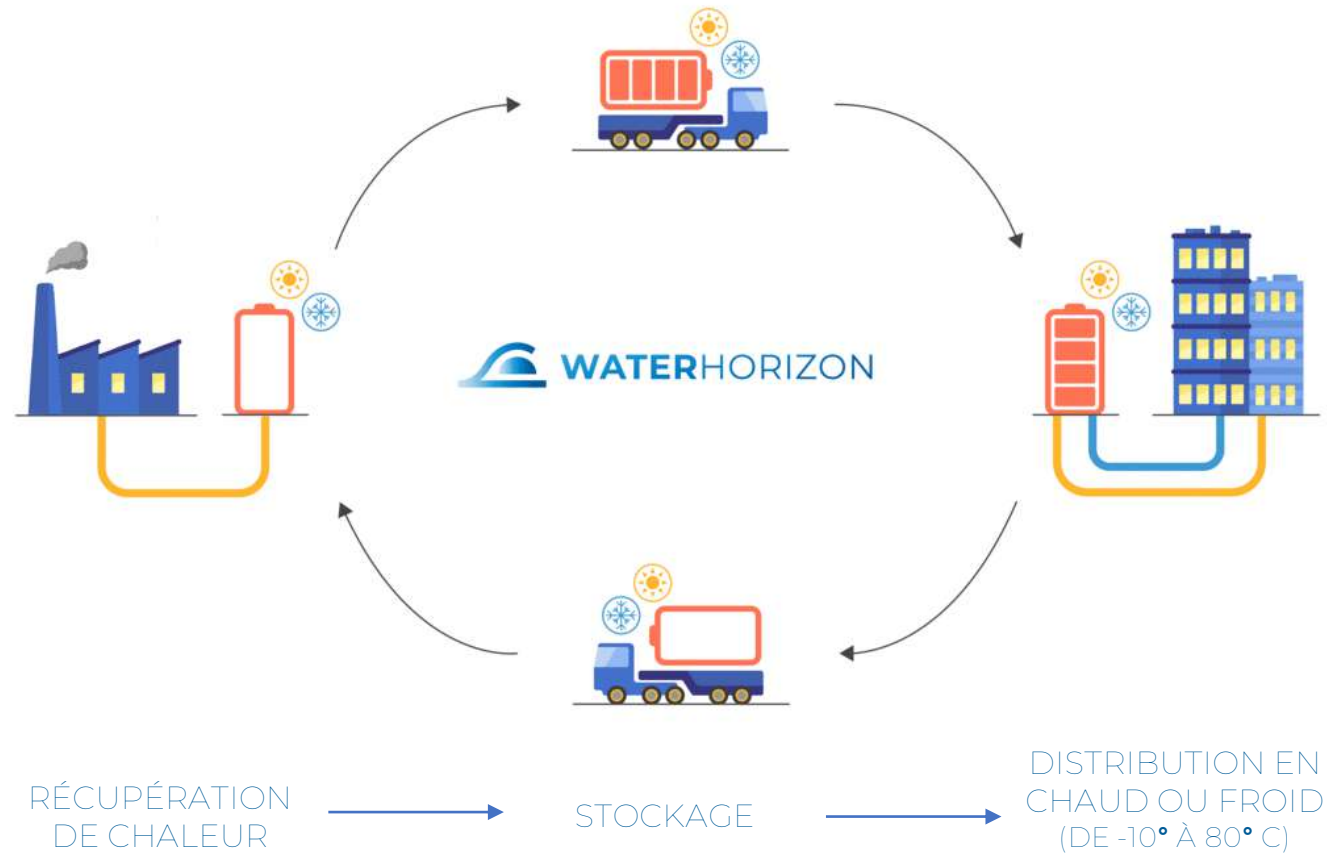 WATERHORIZON
RÉCUPÉRATION
DE CHALEUR
STOCKAGE
DISTRIBUTION EN
CHAUD OU FROID
(DE -10° À 80° C)